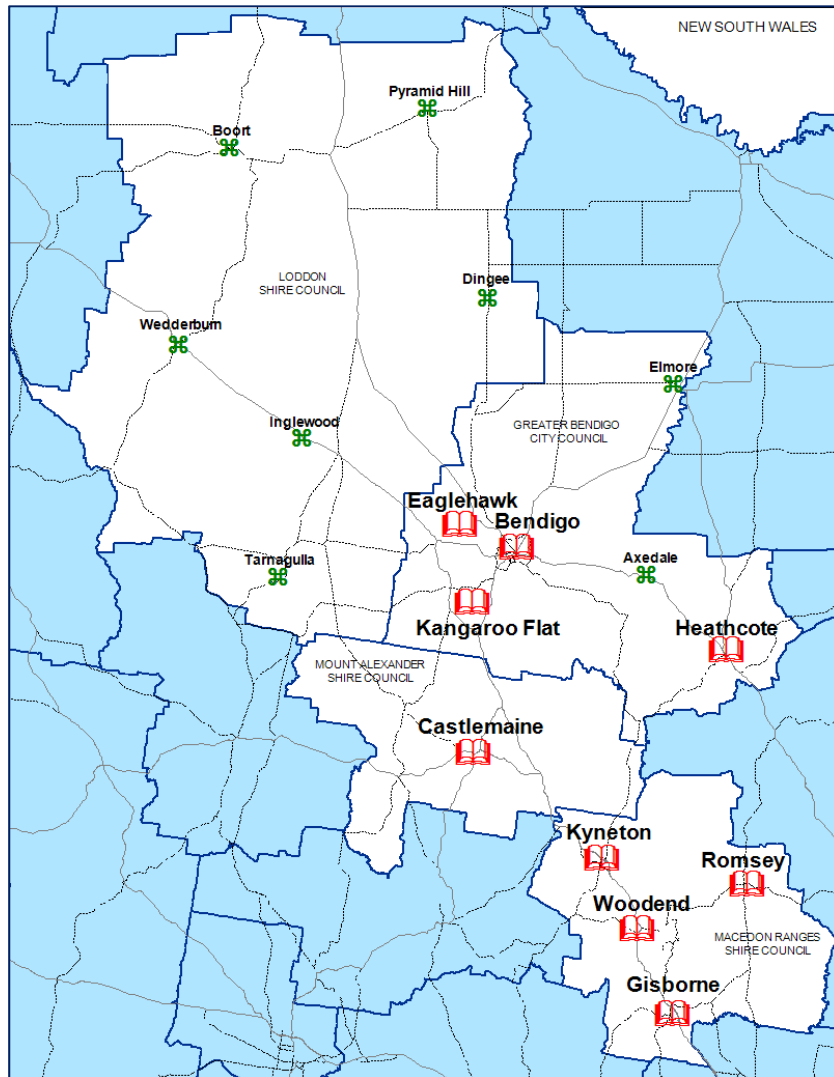 NEW SOUTH WALES
Pyramid Hill
Boort
LODDON
SHIRE COUNCIL
Dingee
Wedderburn
Elmore
Inglewood
GREATER BENDIGO
CITY COUNCIL
Eaglehawk
Bendigo
Tarnagulla
Axedale
Kangaroo Flat
Heathcote
MOUNT ALEXANDER
SHIRE COUNCIL
Castlemaine
Kyneton
Romsey
Woodend
MACEDON RANGES
SHIRE COUNCIL
Gisborne